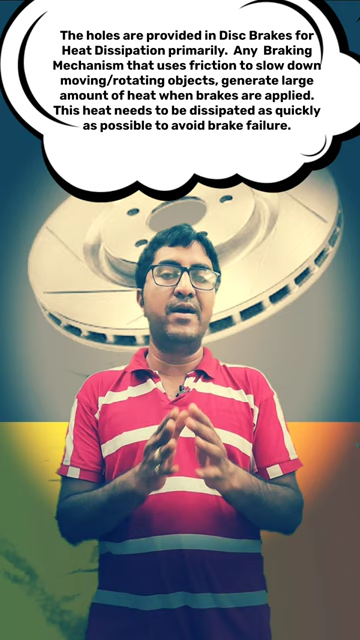 The holes are provided in Disc Brakes for
Heat Dissipation primarily. Any Braking
Mechanism that uses friction to slow down
moving/rotating objects, generate large
amount of heat when brakes are applied.
This heat needs to be dissipated as quickly
as possible to avoid brake failure.